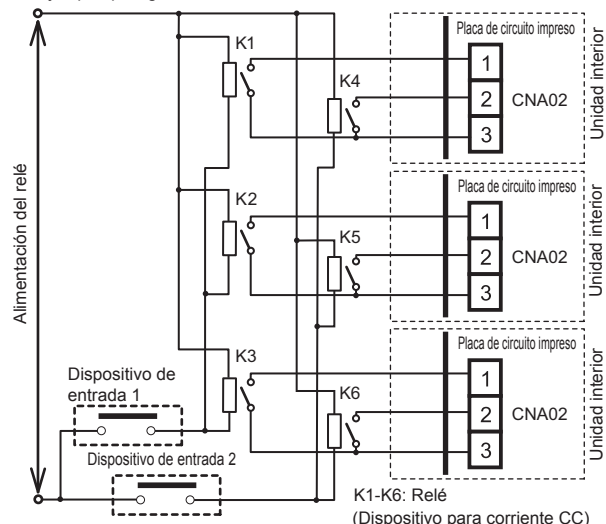 Alimentación del relé
K1
K4
Placa de circuito impreso
1
2
3
CNA02
Unidad interior
K2
K5
Placa de circuito impreso
1
2
3
CNA02
Unidad interior
K3
K6
Placa de circuito impreso
1
2
3
CNA02
Unidad interior
Dispositivo de
entrada 1
Dispositivo de entrada 2
K1-K6: Relé
(Dispositivo para corriente CC)